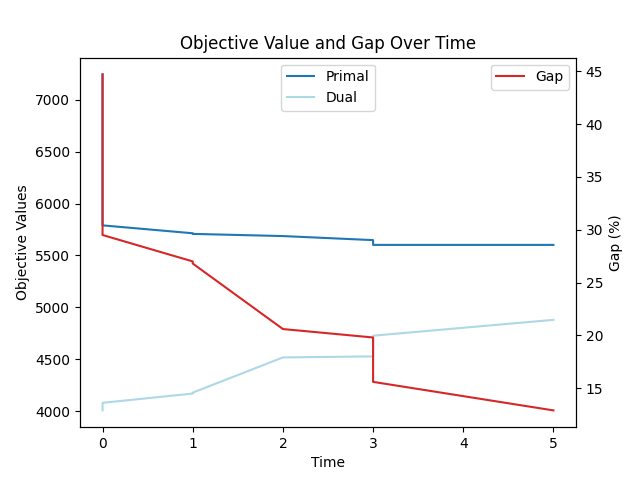 Objective Value and Gap Over Time
Primal
Dual
Gap
7000
6500
6000
5500
5000
4500
4000
Objective Values
45
40
35
30
25
20
15
Gap (%)
0 1 2 3 4 5
Time